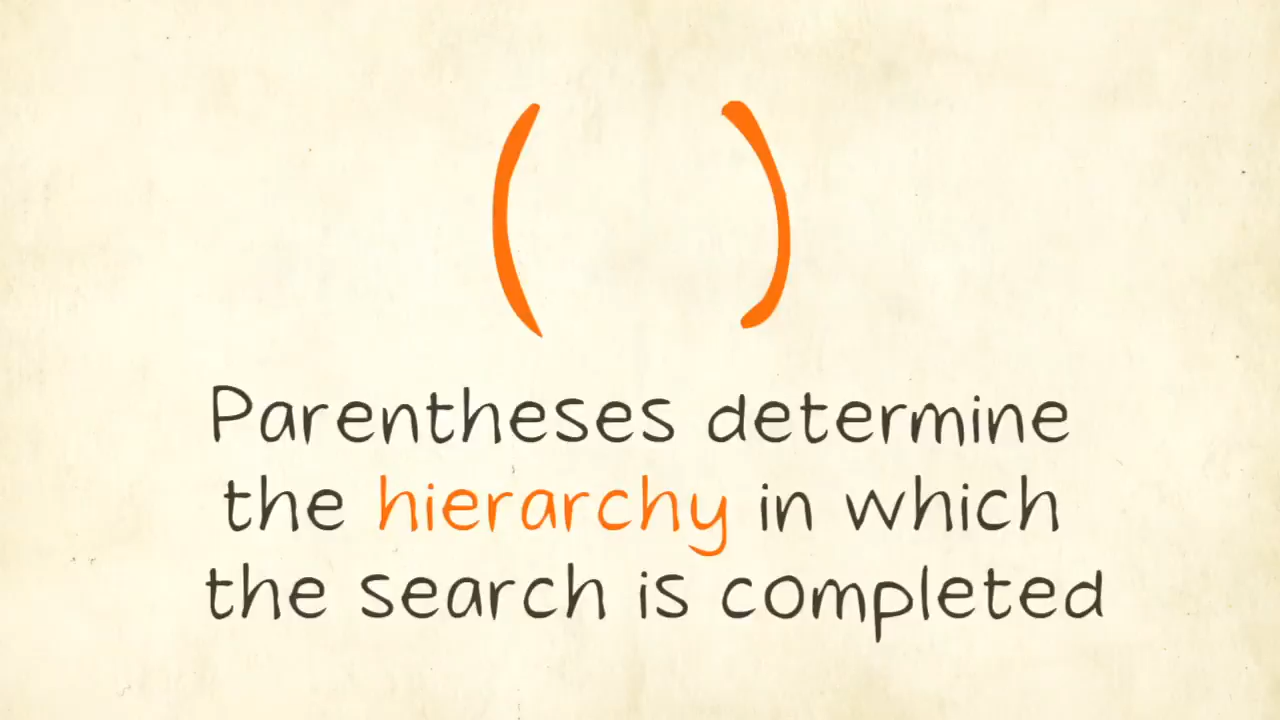 ( )
Parentheses determine
the hierarchy in which
the search is completed